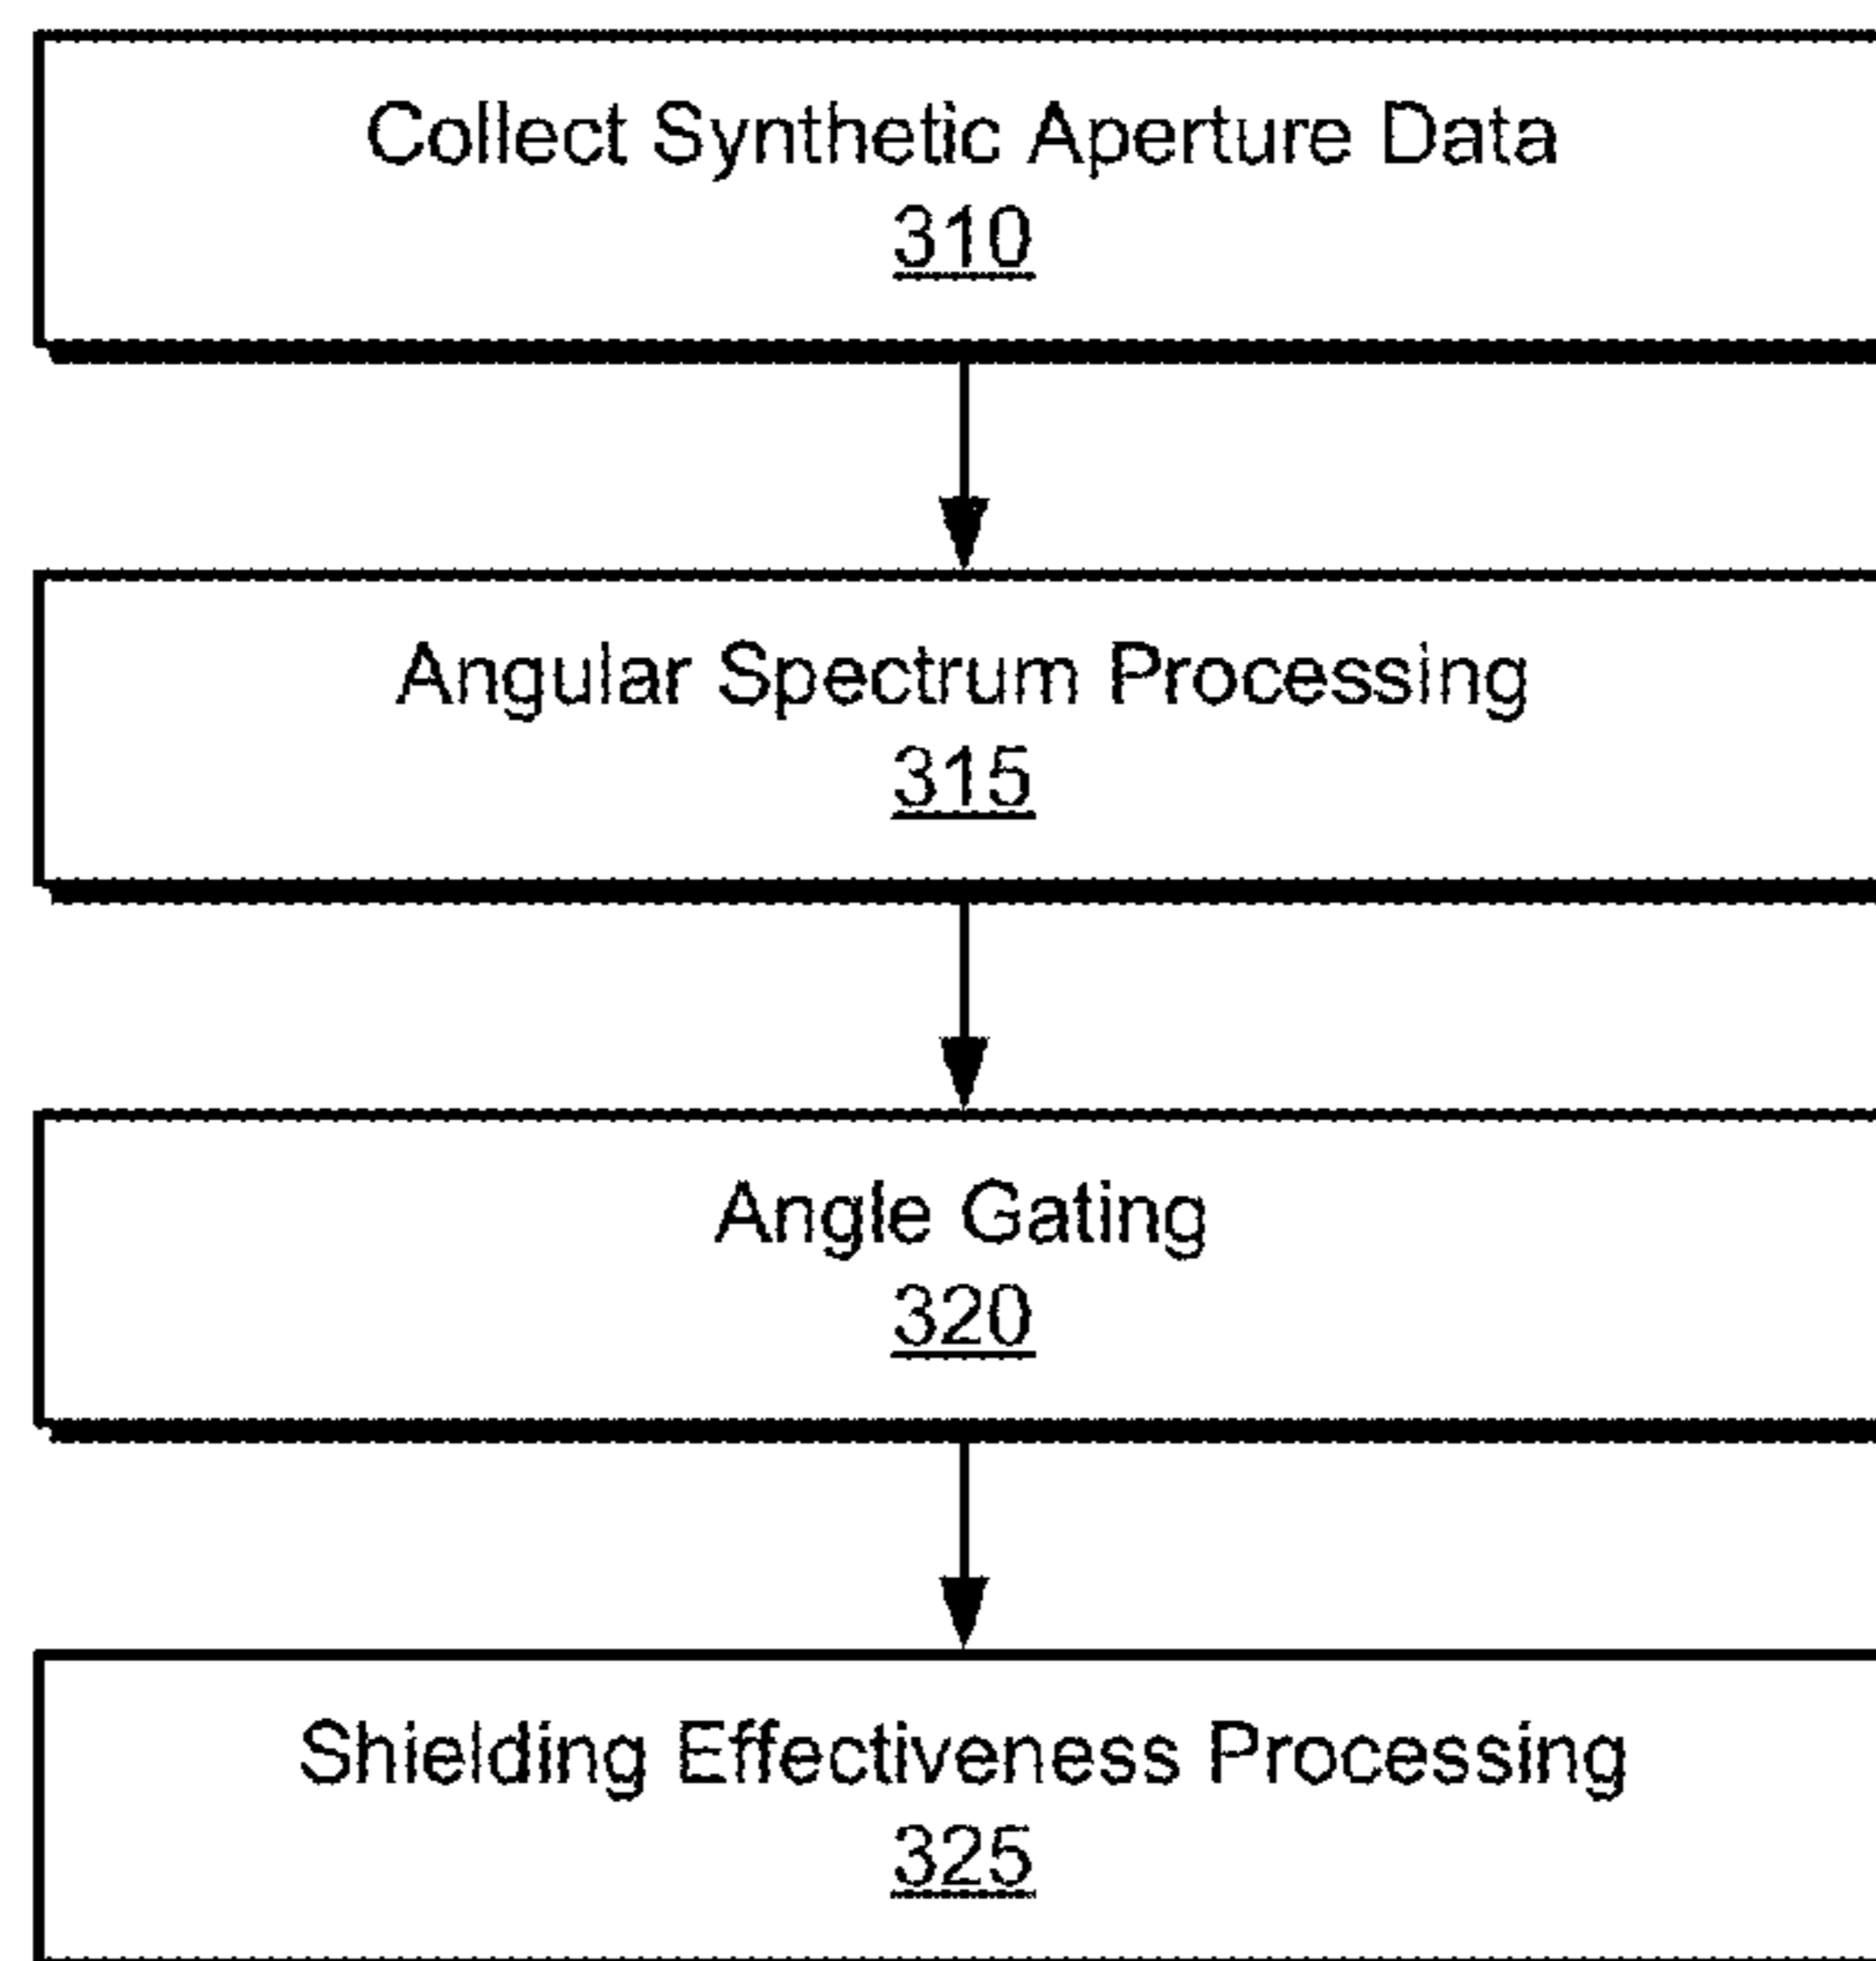 Collect Synthetic Aperture Data
310
Angular Spectrum Processing
315
Angle Gating
320
Shielding Effectiveness Processing
325